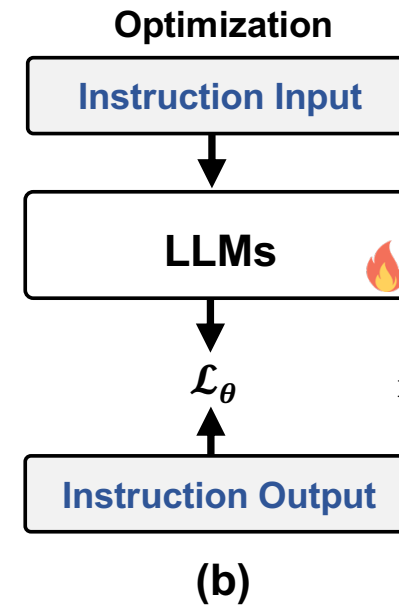 Optimization
Instruction Input
LLMs
ℒθ
Instruction Output
(b)